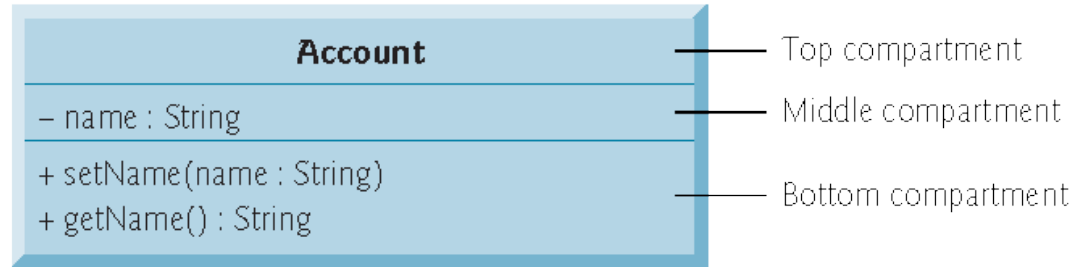 Account
Top compartment
– name : String
Middle compartment
+ setName(name : String)
+ getName() : String
Bottom compartment